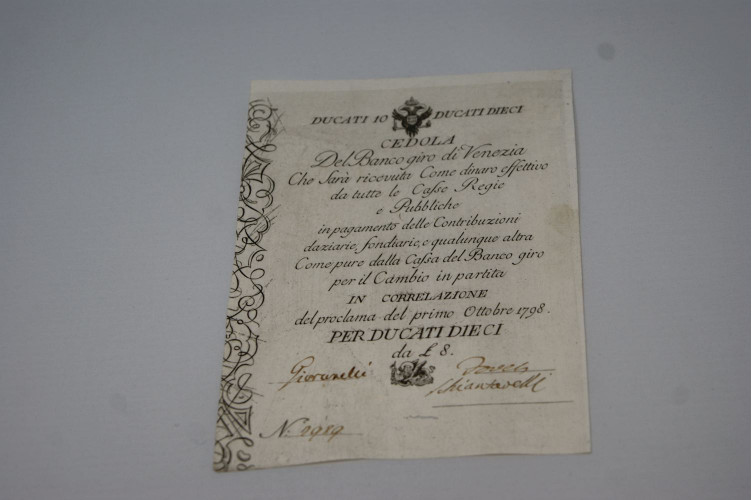 DUCATI 10 DUCATI DIECI
CEDOLA
Del Banco giro di Venezia
Che Sarà ricevuta Come dinaro effettivo
da tutte le Casse Regie
e Pubbliche
in pagamento delle Contribuzioni
daziarie, fondiarie, e qualunque altra
Come pure dalla Cassa del Banco giro
per il Cambio in partita
IN CORRELAZIONE
del proclama del primo Ottobre 1798.
PER DUCATI DIECI
da £ 8.
Giovanelli
N.